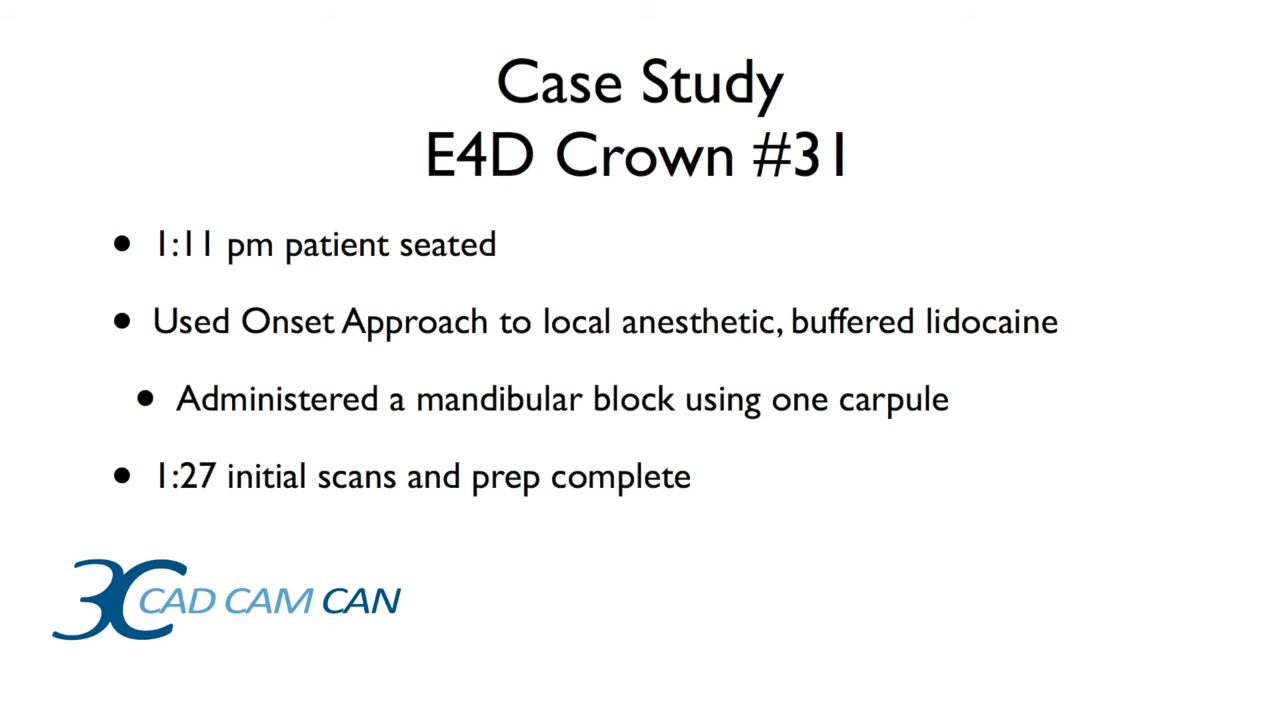 Case Study
E4D Crown #31
• 1:11 pm patient seated
• Used Onset Approach to local anesthetic, buffered lidocaine
• Administered a mandibular block using one carpule
• 1:27 initial scans and prep complete
3C CAD CAM CAN